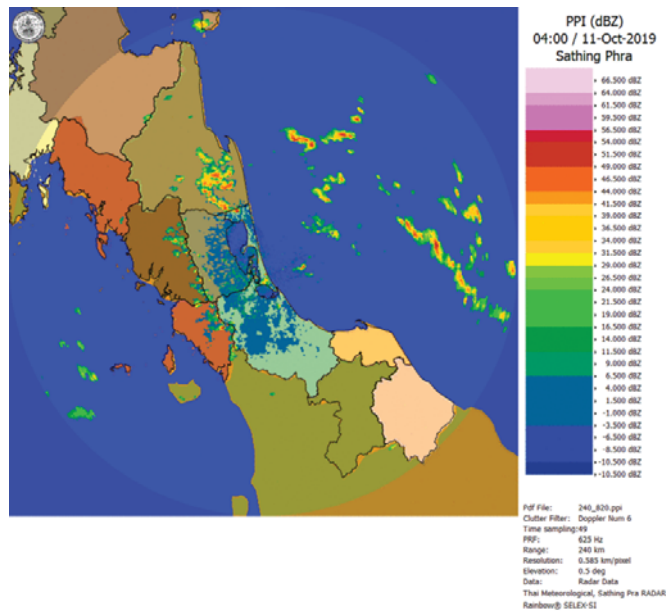 PPI (dBZ)
04:00 / 11-Oct-2019
Sathing Phra
66.500 dBZ
64.000 dBZ
61.500 dBZ
59.500 dBZ
56.500 dBZ
54.000 dBZ
51.500 dBZ
49.000 dBZ
46.500 dBZ
44.000 dBZ
41.500 dBZ
39.000 dBZ
36.500 dBZ
34.000 dBZ
31.500 dBZ
29.000 dBZ
26.500 dBZ
24.000 dBZ
21.500 dBZ
19.000 dBZ
16.500 dBZ
14.000 dBZ
11.500 dBZ
9.000 dBZ
6.500 dBZ
4.000 dBZ
1.500 dBZ
-1.000 dBZ
-3.500 dBZ
-6.500 dBZ
-8.500 dBZ
-10.500 dBZ
-10.500 dBZ
Pdf File: 240_820.ppi
Clutter Filter: Doppler Num 6
Time sampling:49
PRF: 625 Hz
Range: 240 km
Resolution: 0.585 km/pixel
Elevation: 0.5 deg
Data: Radar Data
Thai Meteorological, Sathing Pra RADAR
Rainbow® SELEX-SI